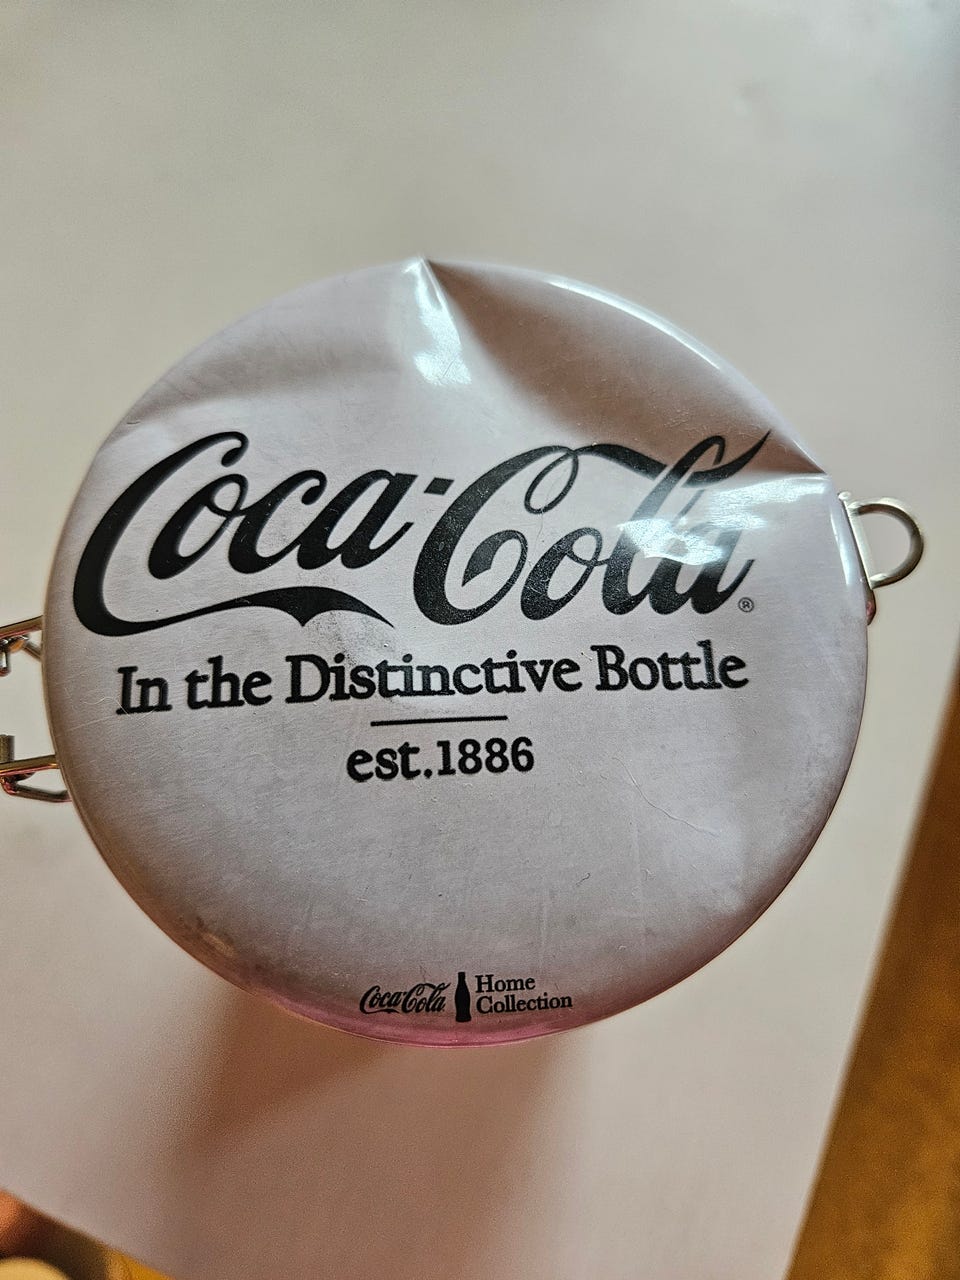 Coca-Cola®
In the Distinctive Bottle
est.1886
Coca-Cola Home
Collection